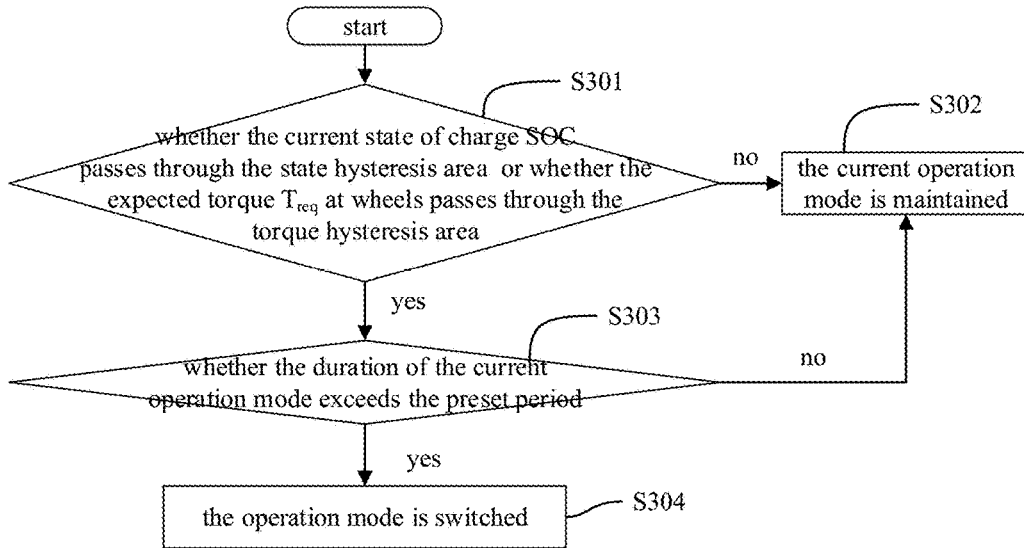 start
S301
whether the current state of charge SOC
passes through the state hysteresis area or whether the
expected torque Treq at wheels passes through the
torque hysteresis area
no
S302
the current operation
mode is maintained
yes
S303
whether the duration of the current
operation mode exceeds the preset period
no
yes
S304
the operation mode is switched